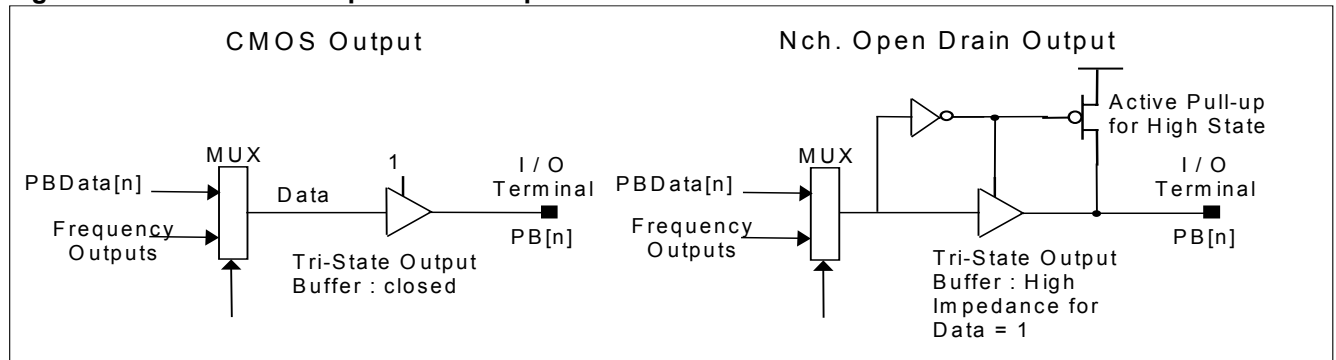 CMOS Output
MUX
1
I / O
Terminal
PBData[n]
Data
Frequency
Outputs
PB[n]
Tri-State Output
Buffer : closed
Nch. Open Drain Output
Active Pull-up
for High State
MUX
I / O
Terminal
PBData[n]
Frequency
Outputs
PB[n]
Tri-State Output
Buffer : High
Impedance for
Data = 1